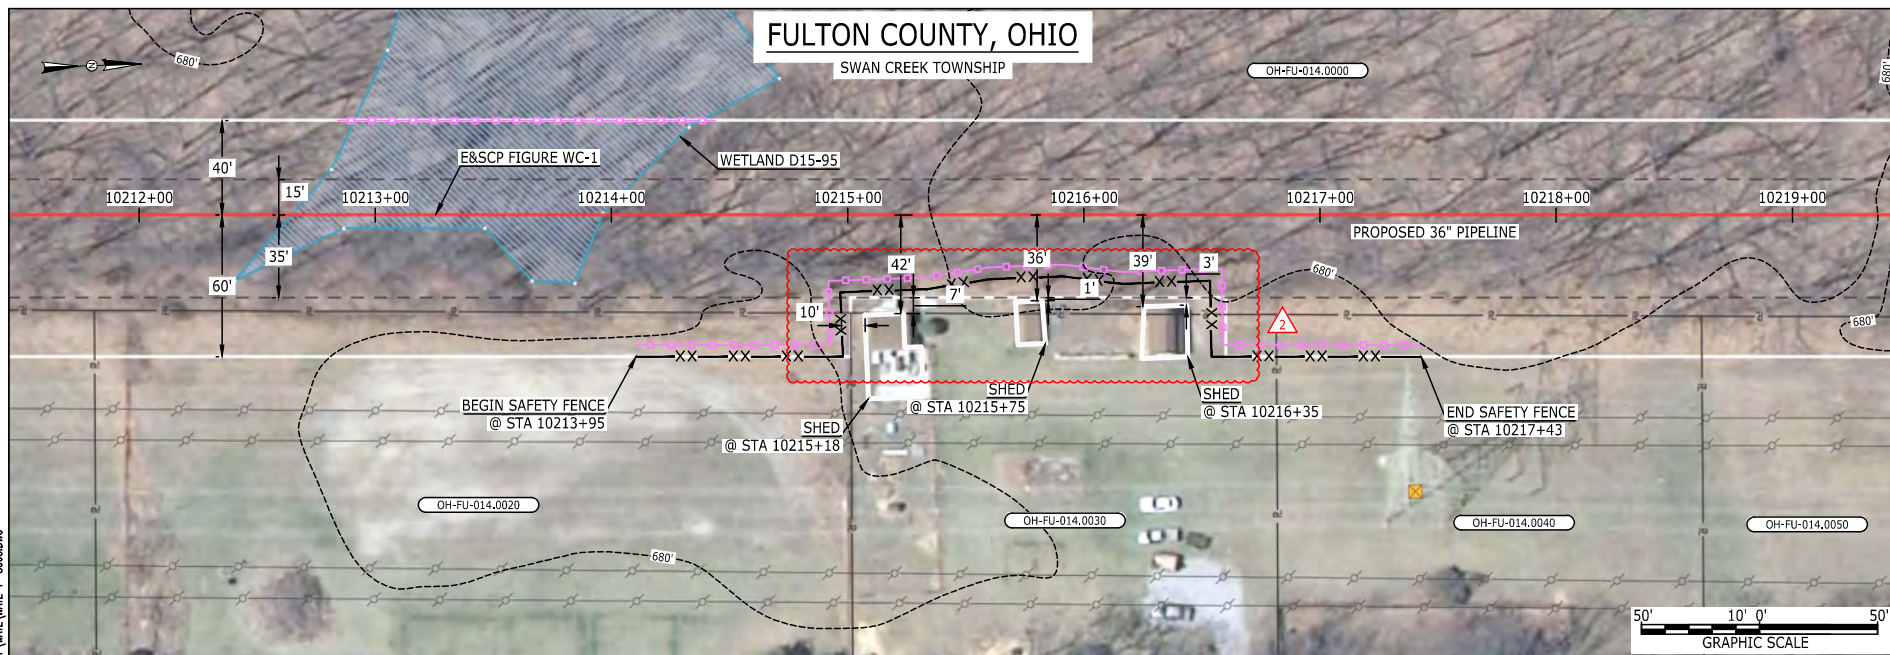 FULTON COUNTY, OHIO
SWAN CREEK TOWNSHIP
N
680'
OH-FU-014.0000
680'
40'
15'
E&SCP FIGURE WC-1
WETLAND D15-95
10212+00
10213+00
10214+00
10215+00
10216+00
10217+00
10218+00
10219+00
PROPOSED 36" PIPELINE
35'
60'
42'
36'
39'
3'
680'
7'
1'
10'
2
680'
BEGIN SAFETY FENCE
@ STA 10213+95
SHED
@ STA 10215+18
SHED
@ STA 10215+75
SHED
@ STA 10216+35
END SAFETY FENCE
@ STA 10217+43
OH-FU-014.0020
OH-FU-014.0030
OH-FU-014.0040
OH-FU-014.0050
680'
50' 10' 0' 50'
GRAPHIC SCALE